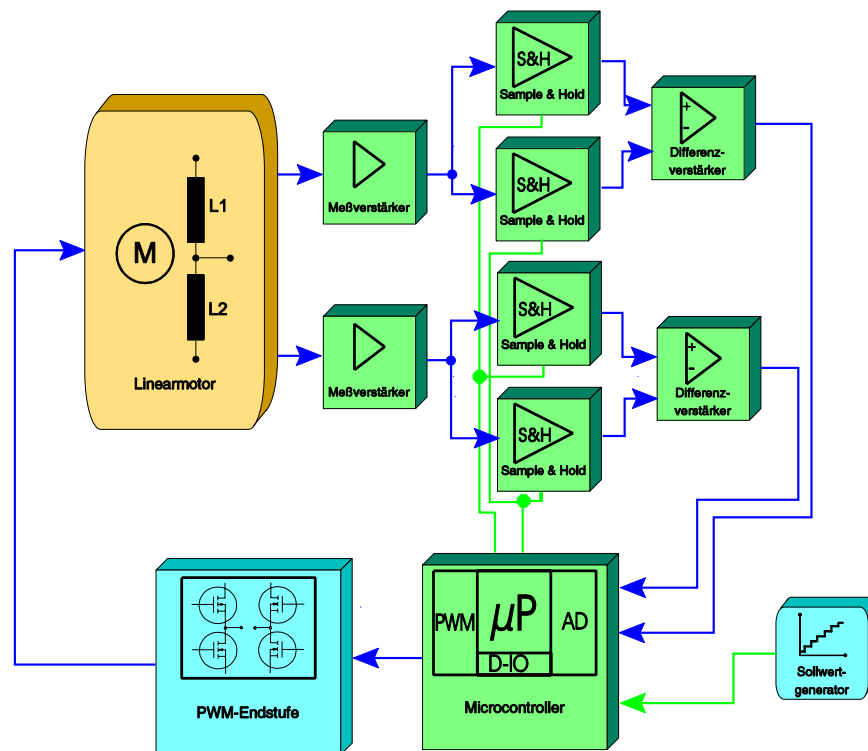 S&H
Sample & Hold
+
-
Differenz-
verstärker
Meßverstärker
S&H
Sample & Hold
L1
M
L2
Linearmotor
S&H
Sample & Hold
Meßverstärker
+
-
Differenz-
verstärker
S&H
Sample & Hold
PWM
µP
AD
D-IO
Microcontroller
PWM-Endstufe
Sollwert-
generator